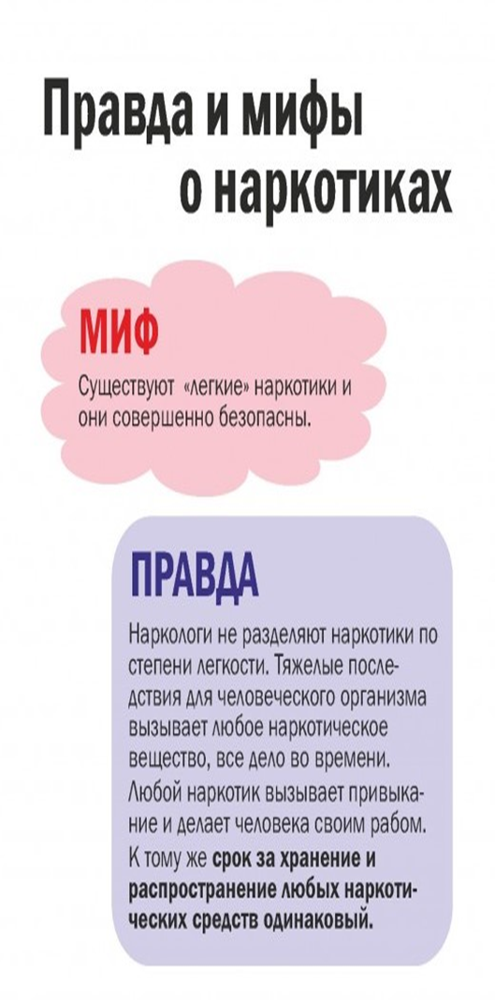 Правда и мифы
о наркотиках
МИФ
Существуют «легкие» наркотики и
они совершенно безопасны.
ПРАВДА
Наркологи не разделяют наркотики по
степени легкости. Тяжелые после-
дствия для человеческого организма
вызывает любое наркотическое
вещество, все дело во времени.
Любой наркотик вызывает привыка-
ние и делает человека своим рабом.
К тому же срок за хранение и
распространение любых наркоти-
ческих средств одинаковый.